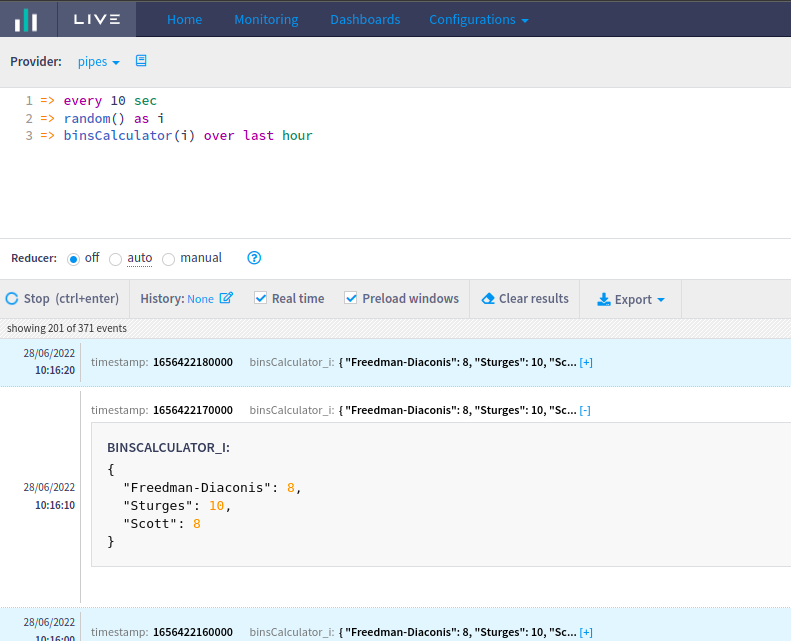 LIVE Home Monitoring Dashboards Configurations
Provider: pipes
1 => every 10 sec
2 => random() as i
3 => binsCalculator(i) over last hour
Reducer: off auto manual ?
Stop (ctrl+enter) History: None Real time Preload windows Clear results Export
showing 201 of 371 events
28/06/2022
10:16:20
timestamp: 1656422180000 binsCalculator_i: { "Freedman-Diaconis": 8, "Sturges": 10, "Sc... [+]
timestamp: 1656422170000 binsCalculator_i: { "Freedman-Diaconis": 8, "Sturges": 10, "Sc... [-]
28/06/2022
10:16:10
BINSCALCULATOR_I:
{
"Freedman-Diaconis": 8,
"Sturges": 10,
"Scott": 8
}
28/06/2022
10:16:00
timestamp: 1656422160000 binsCalculator_i: { "Freedman-Diaconis": 8, "Sturges": 10, "Sc... [+]